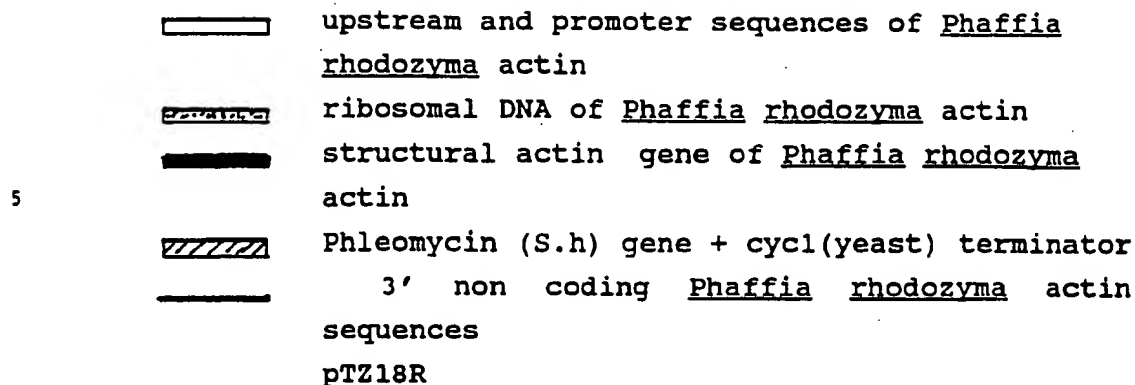 upstream and promoter sequences of Phaffia
rhodozyma actin
ribosomal DNA of Phaffia rhodozyma actin
structural actin gene of Phaffia rhodozyma
5 actin
Phleomycin (S.h) gene + cyc1(yeast) terminator
3' non coding Phaffia rhodozyma actin
sequences
pTZ18R